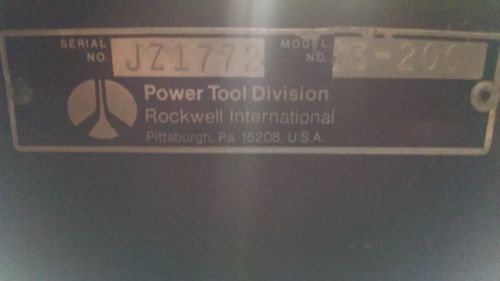 SERIAL NO. JZ1772 MODEL NO.
Power Tool Division
Rockwell International
Pittsburgh, Pa. 15208, U.S.A.